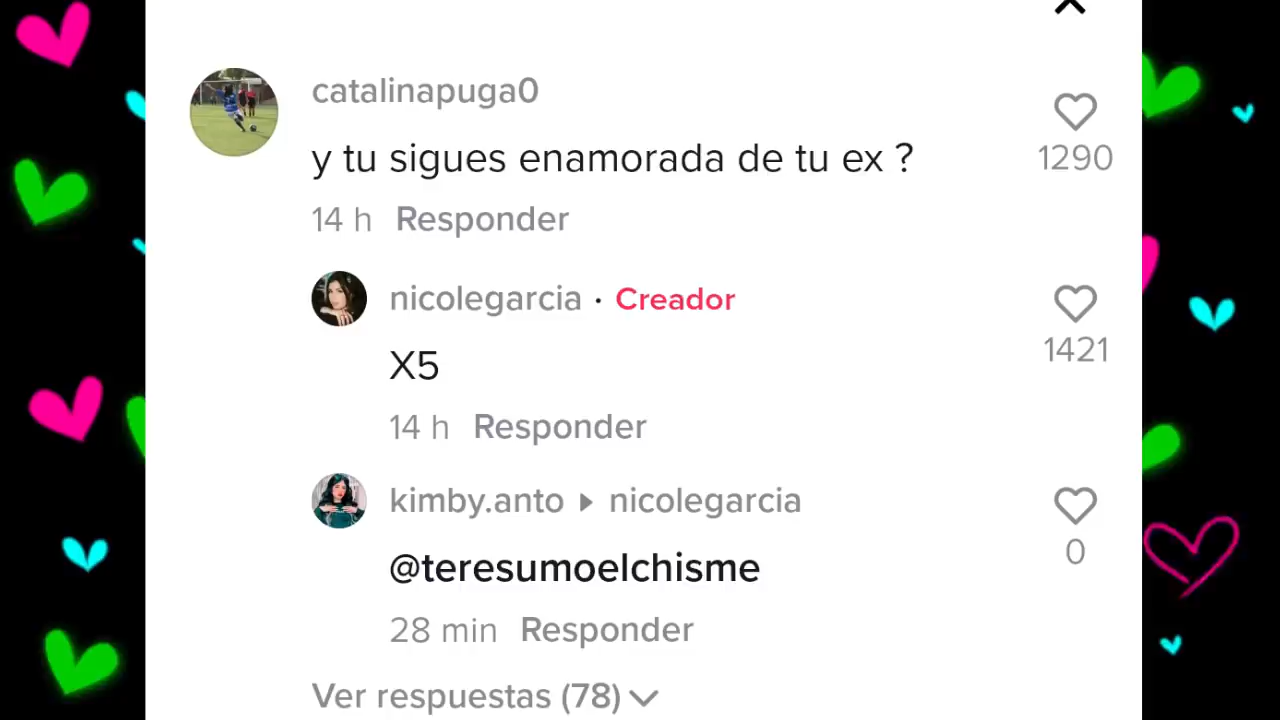 catalinapuga0
y tu sigues enamorada de tu ex ?
1290
14 h Responder
nicolegarcia · Creador
X5
1421
14 h Responder
kimby.anto ▸ nicolegarcia
@teresumoelchisme
0
28 min Responder
Ver respuestas (78)